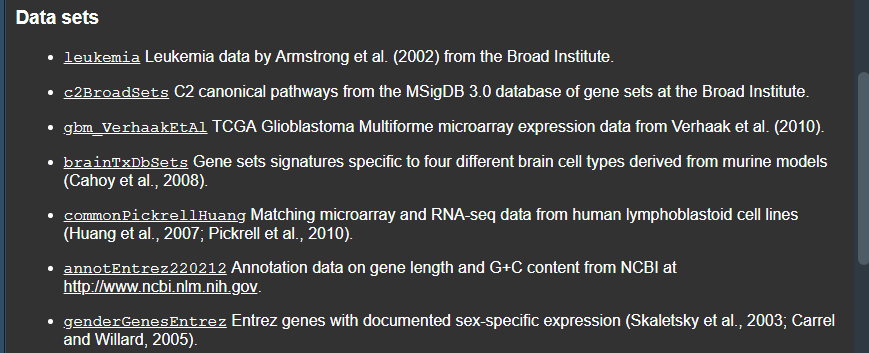 Data sets
leukemia Leukemia data by Armstrong et al. (2002) from the Broad Institute.
c2BroadSets C2 canonical pathways from the MSigDB 3.0 database of gene sets at the Broad Institute.
gbm_VerhaakEtAl TCGA Glioblastoma Multiforme microarray expression data from Verhaak et al. (2010).
brainTxDbSets Gene sets signatures specific to four different brain cell types derived from murine models
(Cahoy et al., 2008).
commonPickrellHuang Matching microarray and RNA-seq data from human lymphoblastoid cell lines
(Huang et al., 2007; Pickrell et al., 2010).
annotEntrez220212 Annotation data on gene length and G+C content from NCBI at
http://www.ncbi.nlm.nih.gov.
genderGenesEntrez Entrez genes with documented sex-specific expression (Skaletsky et al., 2003; Carrel
and Willard, 2005).